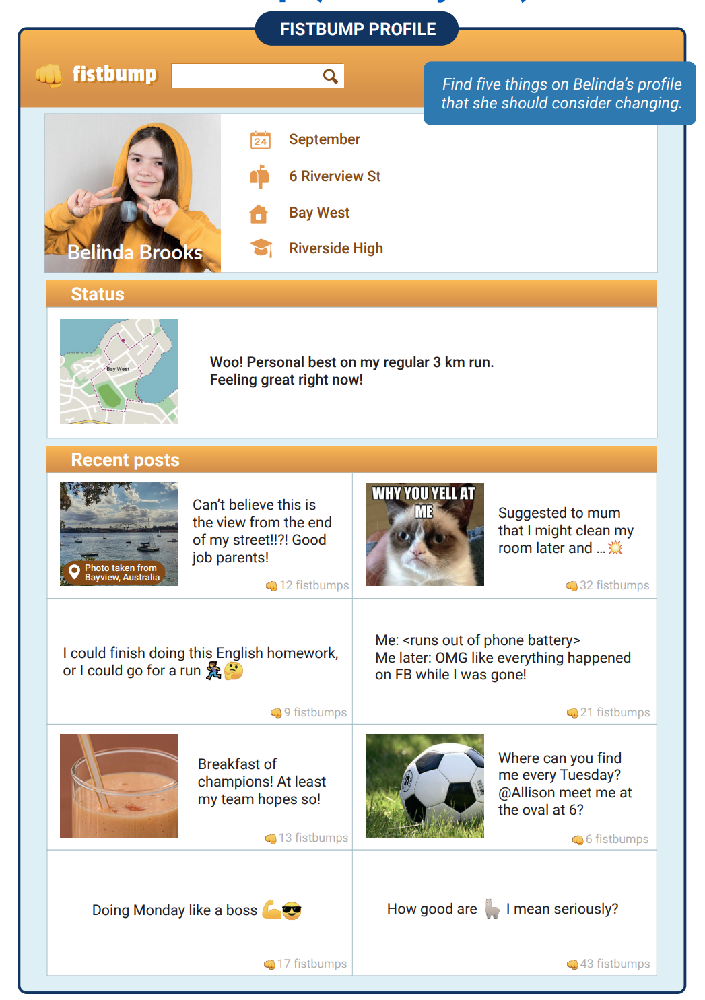 FISTBUMP PROFILE
fistbump
Find five things on Belinda's profile
that she should consider changing.
24
September
6 Riverview St
Bay West
Riverside High
Belinda Brooks
Status
Bay West
Woo! Personal best on my regular 3 km run.
Feeling great right now!
Recent posts
Photo taken from
Bayview, Australia
Can't believe this is
the view from the end
of my street!!?! Good
job parents!
12 fistbumps
WHY YOU YELL AT
ME
Suggested to mum
that I might clean my
room later and ... 💥
32 fistbumps
I could finish doing this English homework,
or I could go for a run 🏃🤔
9 fistbumps
Me: <runs out of phone battery>
Me later: OMG like everything happened
on FB while I was gone!
21 fistbumps
Breakfast of
champions! At least
my team hopes so!
13 fistbumps
Where can you find
me every Tuesday?
@Allison meet me at
the oval at 6?
6 fistbumps
Doing Monday like a boss 💪😎
17 fistbumps
How good are 🦙 I mean seriously?
43 fistbumps